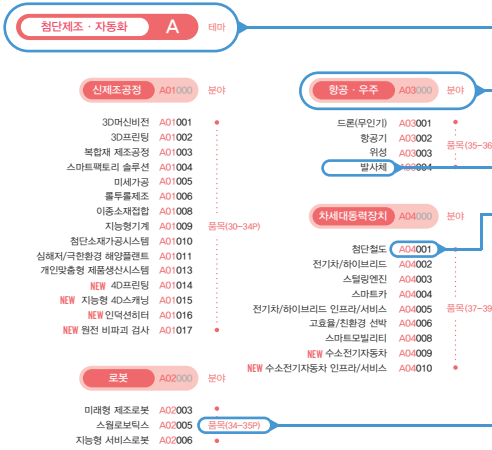 첨단제조 · 자동화 A 테마
신제조공정 A01000 분야
3D머신비전 A01001
3D프린팅 A01002
복합재 제조공정 A01003
스마트팩토리 솔루션 A01004
미세가공 A01005
롤투롤제조 A01006
이종소재접합 A01008
지능형기계 A01009 품목(30-34P)
첨단소재가공시스템 A01010
심해저/극한환경 해양플랜트 A01011
개인맞춤형 제품생산시스템 A01013
NEW 4D프린팅 A01014
NEW 지능형 4D스캐닝 A01015
NEW 인덕션히터 A01016
NEW 원전 비파괴 검사 A01017
로봇 A02000 분야
미래형 제조로봇 A02003
스웜로보틱스 A02005 품목(34-35P)
지능형 서비스로봇 A02006
항공 · 우주 A03000 분야
드론(무인기) A03001
항공기 A03002 품목(35-36
위성 A03003
발사체 A03004
차세대동력장치 A04000 분야
첨단철도 A04001
전기차/하이브리드 A04002
스털링엔진 A04003
스마트카 A04004
전기차/하이브리드 인프라/서비스 A04005 품목(37-39
고효율/친환경 선박 A04006
스마트모빌리티 A04008
NEW 수소전기자동차 A04009
NEW 수소전기자동차 인프라/서비스 A04010